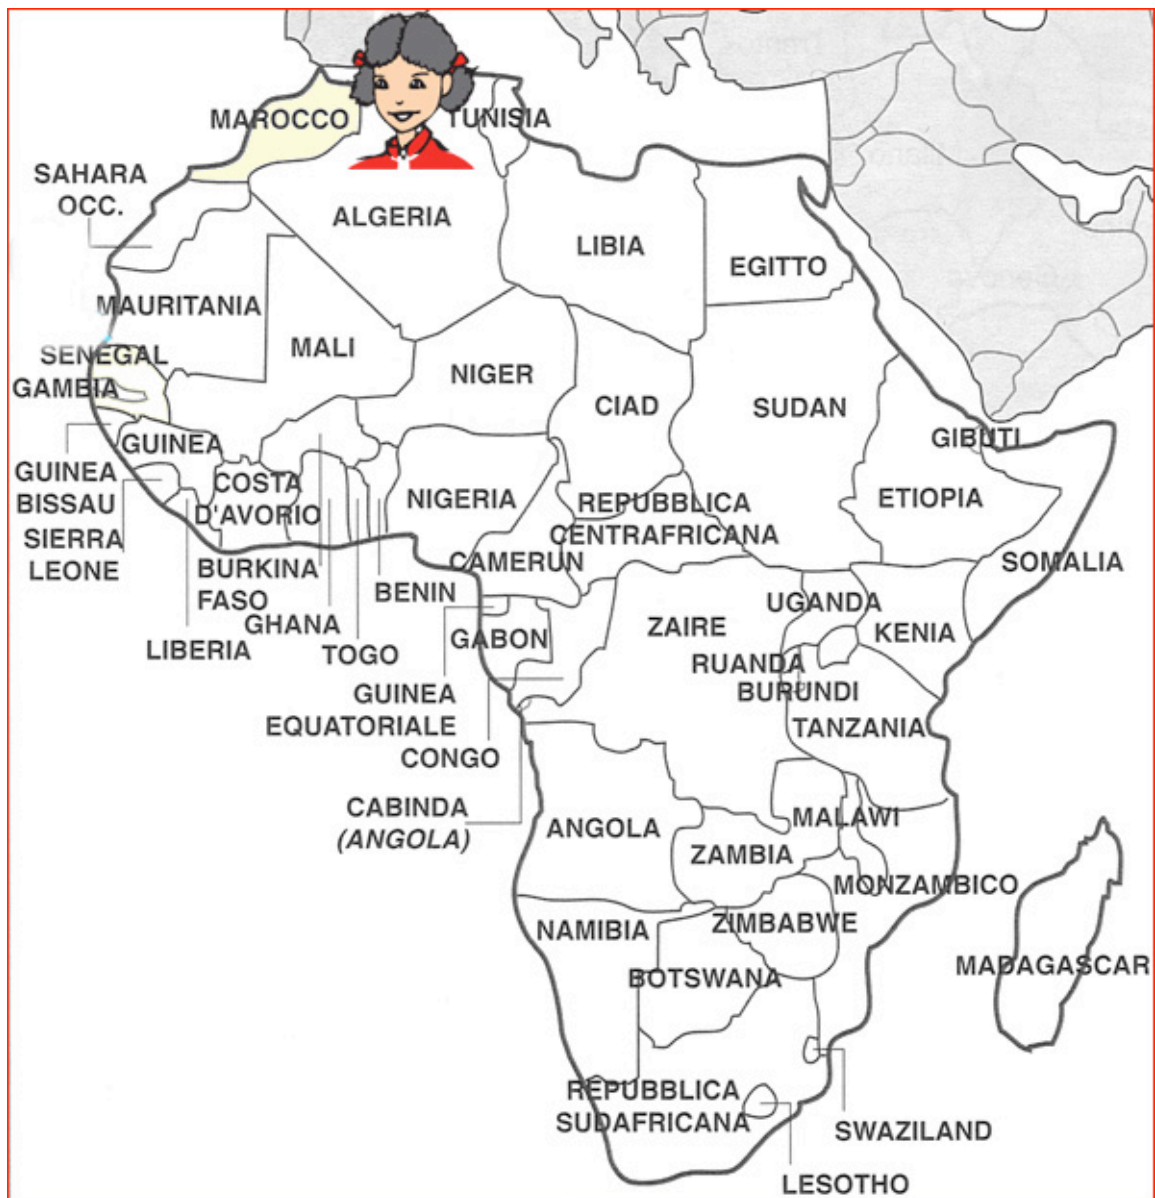 MAROCCO
TUNISIA
SAHARA
OCC.
ALGERIA
LIBIA
EGITTO
MAURITANIA
MALI
SENEGAL
GAMBIA
NIGER
CIAD
SUDAN
GIBUTI
GUINEA
GUINEA
BISSAU
SIERRA
LEONE
COSTA
D'AVORIO
NIGERIA
REPUBBLICA
CENTRAFRICANA
ETIOPIA
SOMALIA
CAMERUN
BURKINA
FASO
BENIN
GHANA
LIBERIA
TOGO
UGANDA
KENIA
GABON
ZAIRE
RUANDA
BURUNDI
GUINEA
EQUATORIALE
CONGO
TANZANIA
CABINDA
(ANGOLA)
ANGOLA
MALAWI
ZAMBIA
MONZAMBICO
NAMIBIA
ZIMBABWE
BOTSWANA
MADAGASCAR
REPUBBLICA
SUDAFRICANA
SWAZILAND
LESOTHO